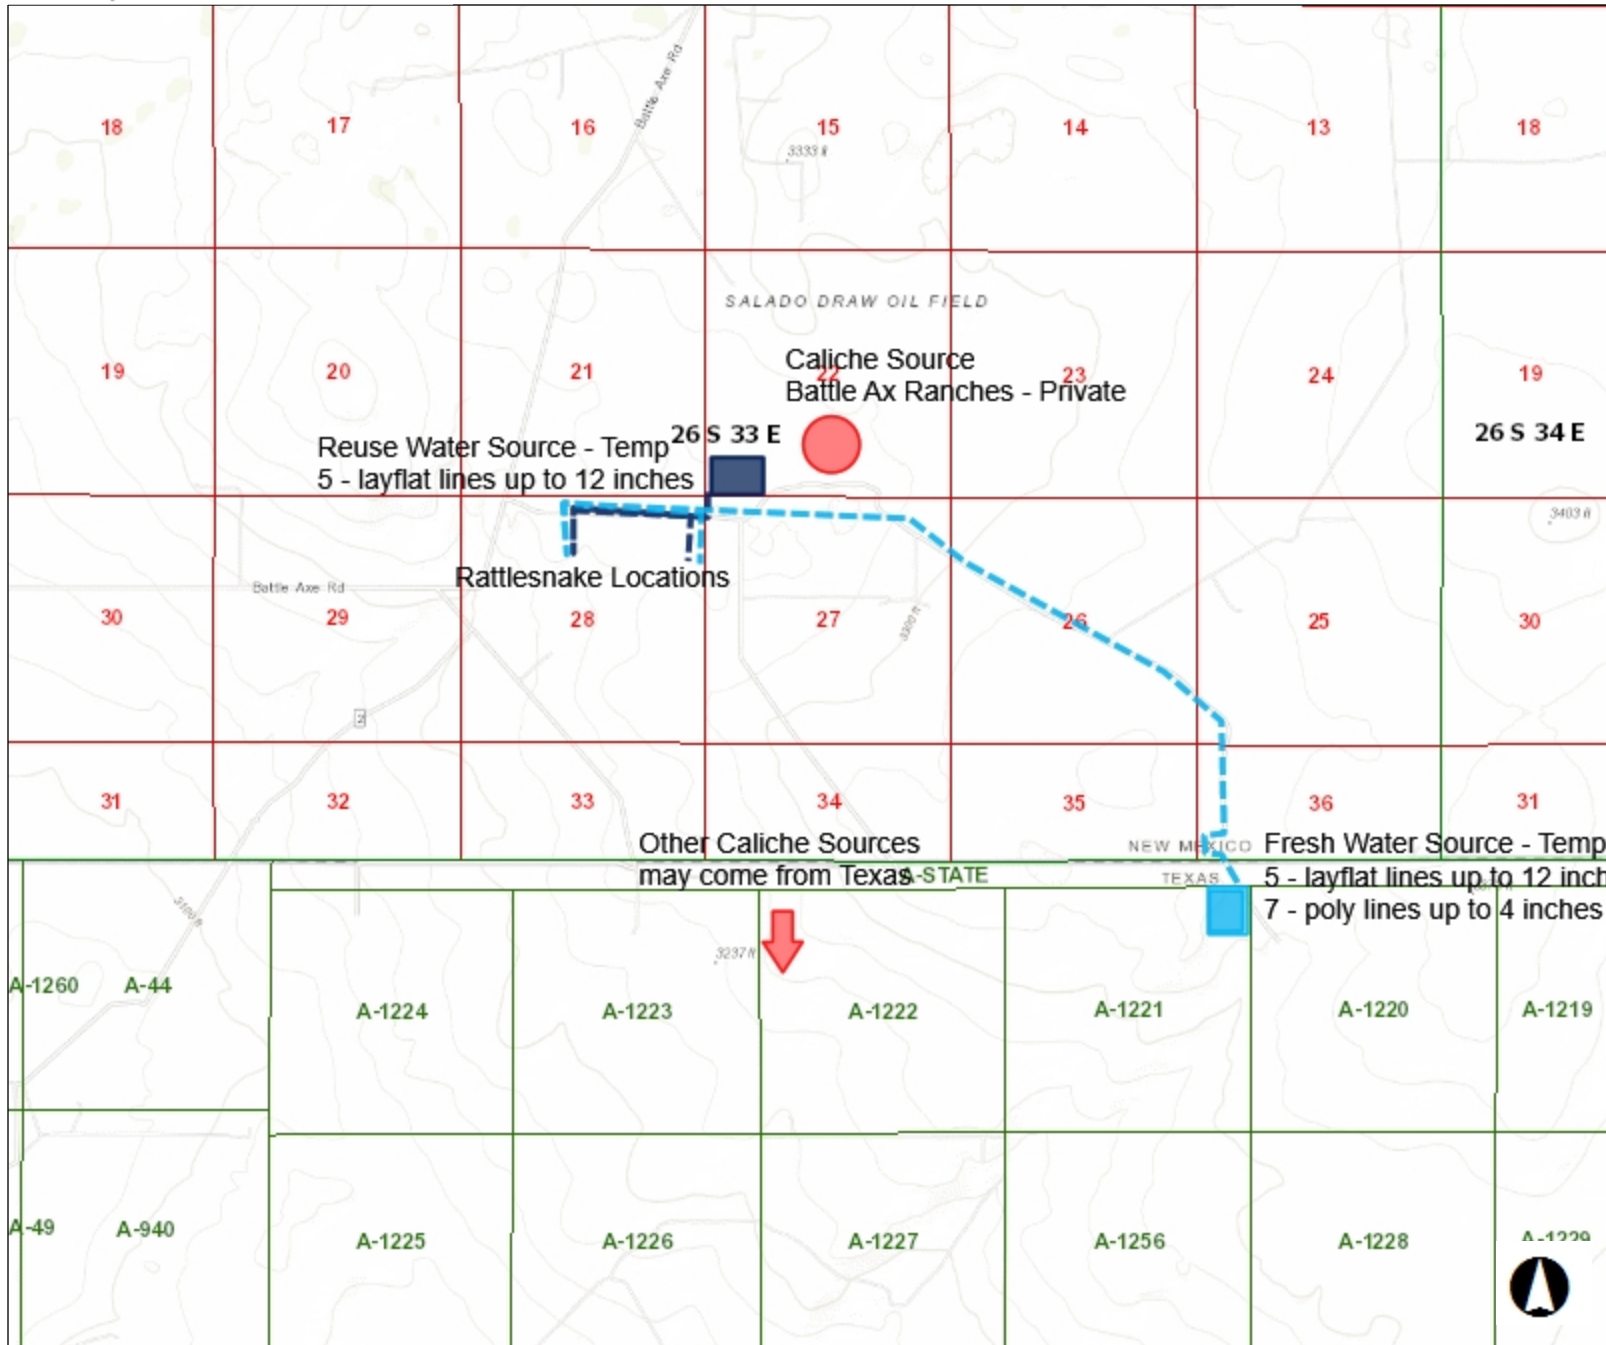 Battle Axe Rd
18
17
16
15
14
13
18
3333 ft
SALADO DRAW OIL FIELD
Caliche Source
Battle Ax Ranches - Private
19
20
21
22
23
24
19
26 S 33 E
26 S 34 E
Reuse Water Source - Temp
5 - layflat lines up to 12 inches
3403 ft
Rattlesnake Locations
Battle Axe Rd
30
29
28
27
26
25
30
3300 ft
2
31
32
33
34
35
36
31
Other Caliche Sources
may come from Texas
NEW MEXICO
TEXAS
A-STATE
Fresh Water Source - Temp
5 - layflat lines up to 12 inch
7 - poly lines up to 4 inches
3237 ft
A-1260
A-44
A-1224
A-1223
A-1222
A-1221
A-1220
A-1219
A-49
A-940
A-1225
A-1226
A-1227
A-1256
A-1228
A-1229